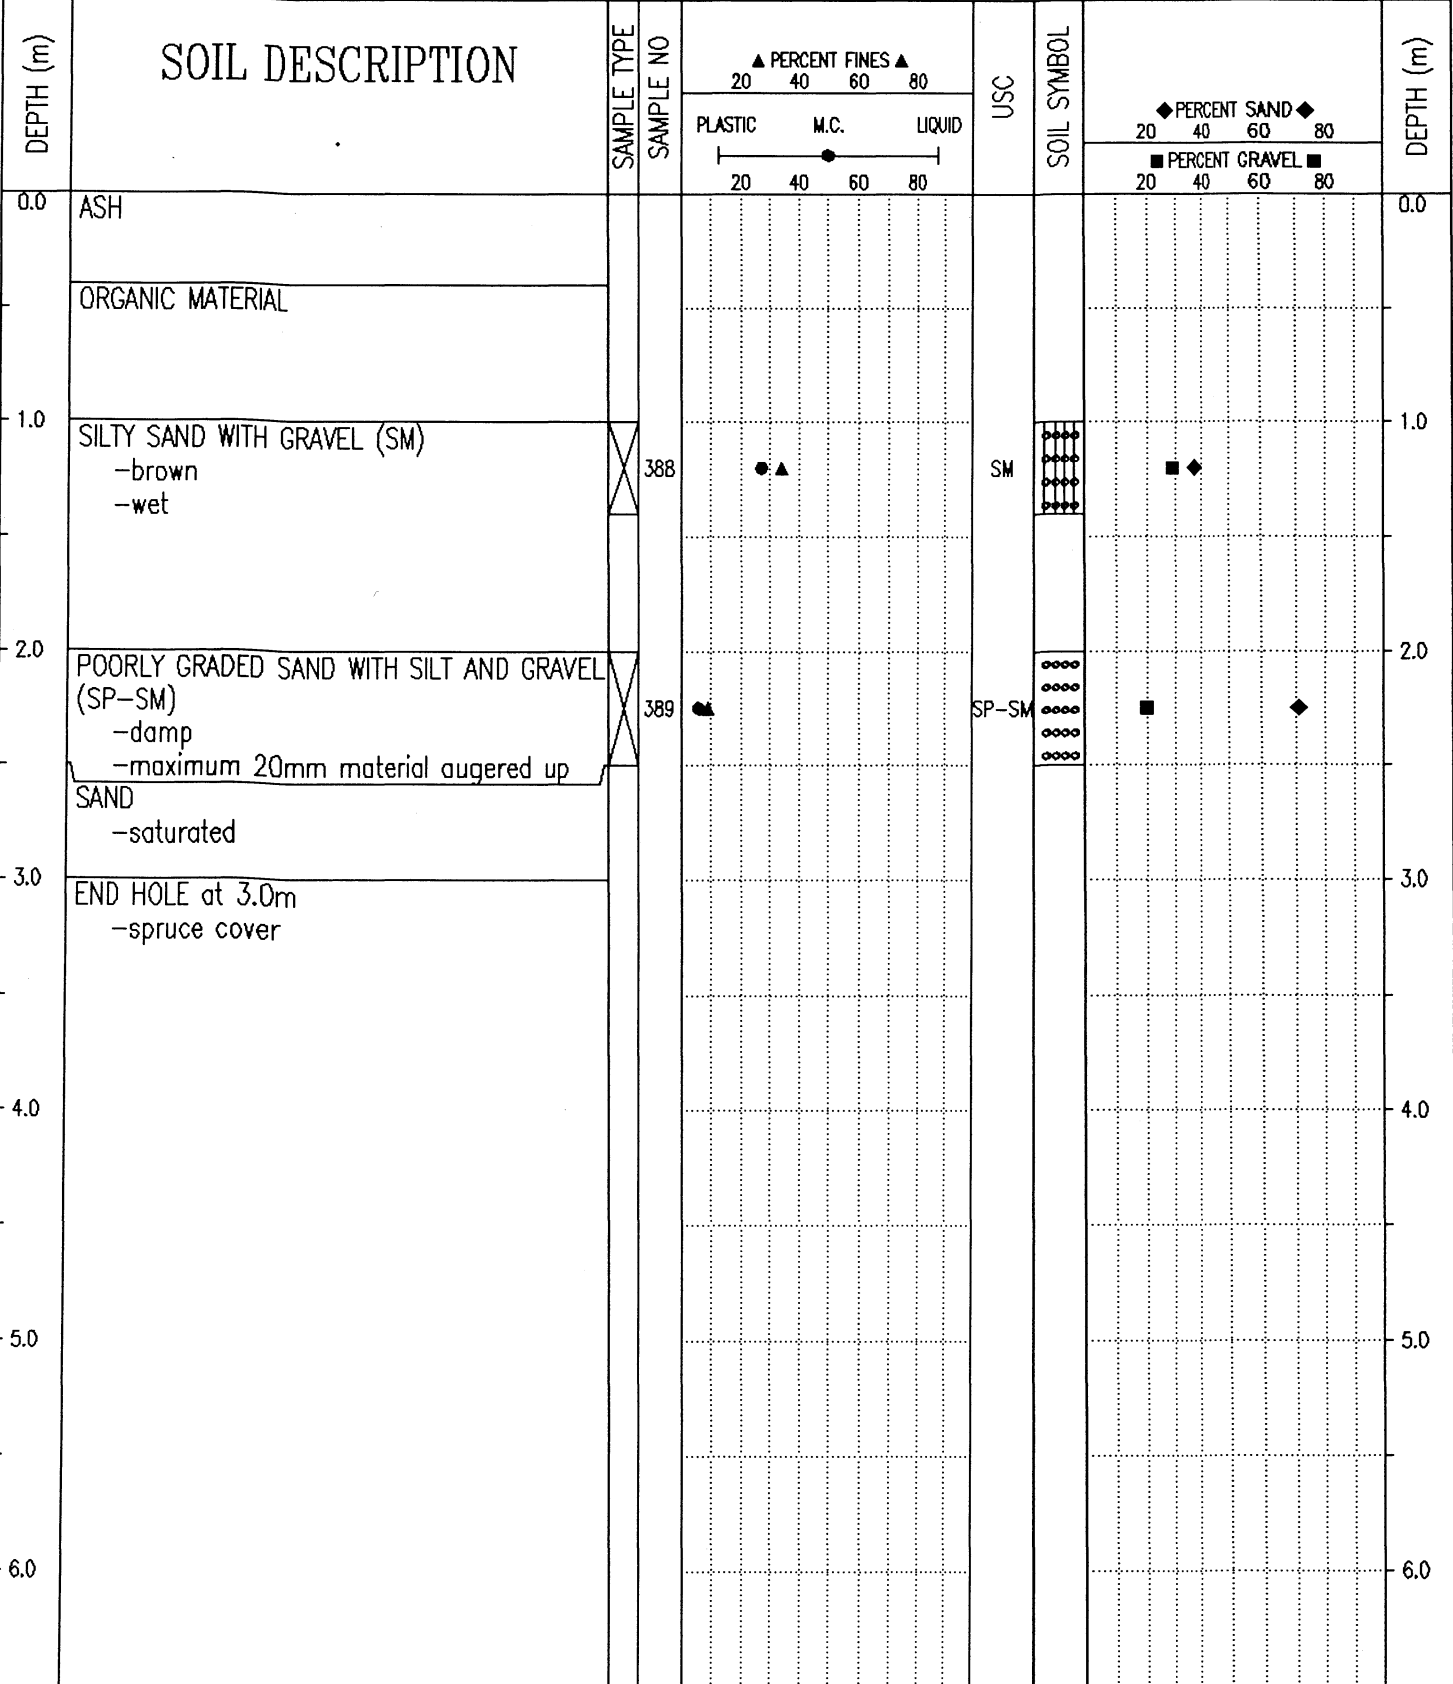 DEPTH (m)
SOIL DESCRIPTION
SAMPLE TYPE
SAMPLE NO
▲ PERCENT FINES ▲
20 40 60 80
PLASTIC M.C. LIQUID
20 40 60 80
USC
SOIL SYMBOL
◆PERCENT SAND◆
20 40 60 80
■ PERCENT GRAVEL ■
20 40 60 80
DEPTH (m)
0.0 ASH 0.0
ORGANIC MATERIAL
1.0 1.0
SILTY SAND WITH GRAVEL (SM)
-brown 388 SM
-wet
2.0 2.0
POORLY GRADED SAND WITH SILT AND GRAVEL
(SP-SM) 389 SP-SM
-damp
-maximum 20mm material augered up
SAND
-saturated
3.0 3.0
END HOLE at 3.0m
-spruce cover
4.0 4.0
5.0 5.0
6.0 6.0